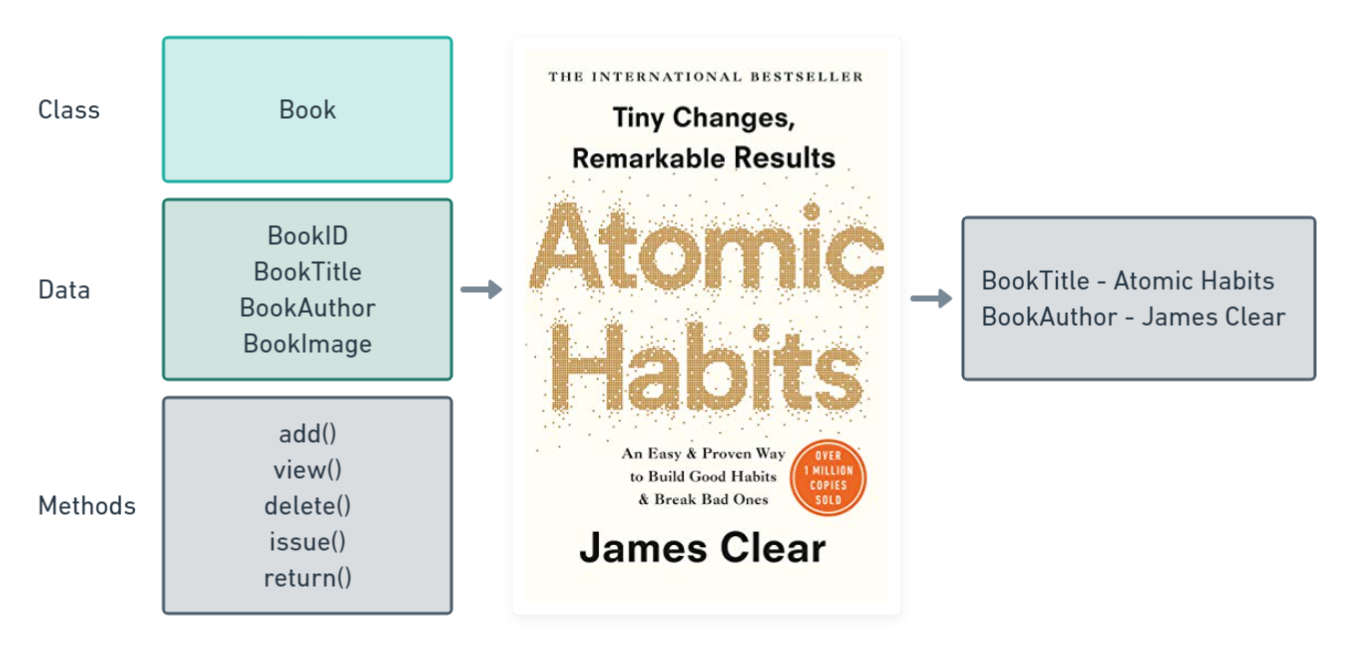 Class
Book
Data
BookID
BookTitle
BookAuthor
BookImage
Methods
add()
view()
delete()
issue()
return()
THE INTERNATIONAL BESTSELLER
Tiny Changes,
Remarkable Results
Atomic
Habits
An Easy & Proven Way
to Build Good Habits
& Break Bad Ones
OVER
1 MILLION
COPIES
SOLD
James Clear
BookTitle - Atomic Habits
BookAuthor - James Clear